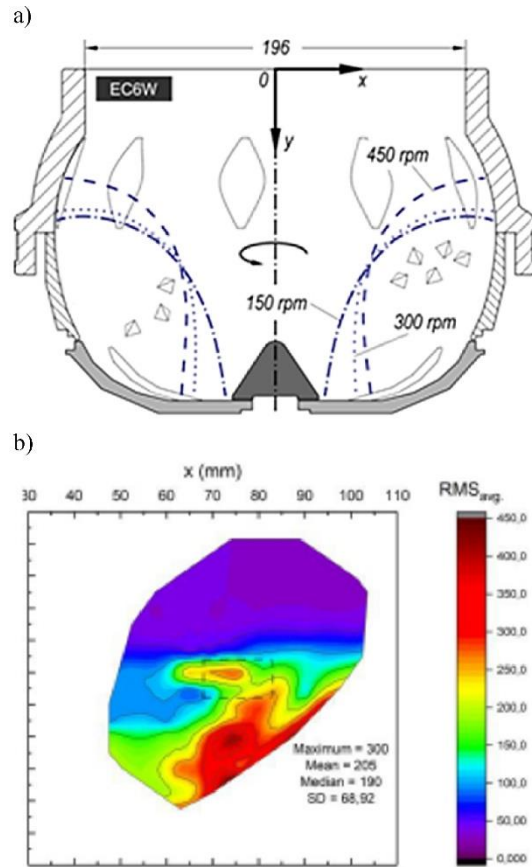 a)
196
EC6W
0
x
y
450 rpm
150 rpm
300 rpm
b)
x (mm)
30 40 50 60 70 80 90 100 110
RMSavg.
450,0
400,0
350,0
300,0
250,0
200,0
150,0
100,0
50,00
0,000
Maximum = 300
Mean = 205
Median = 190
SD = 68,92